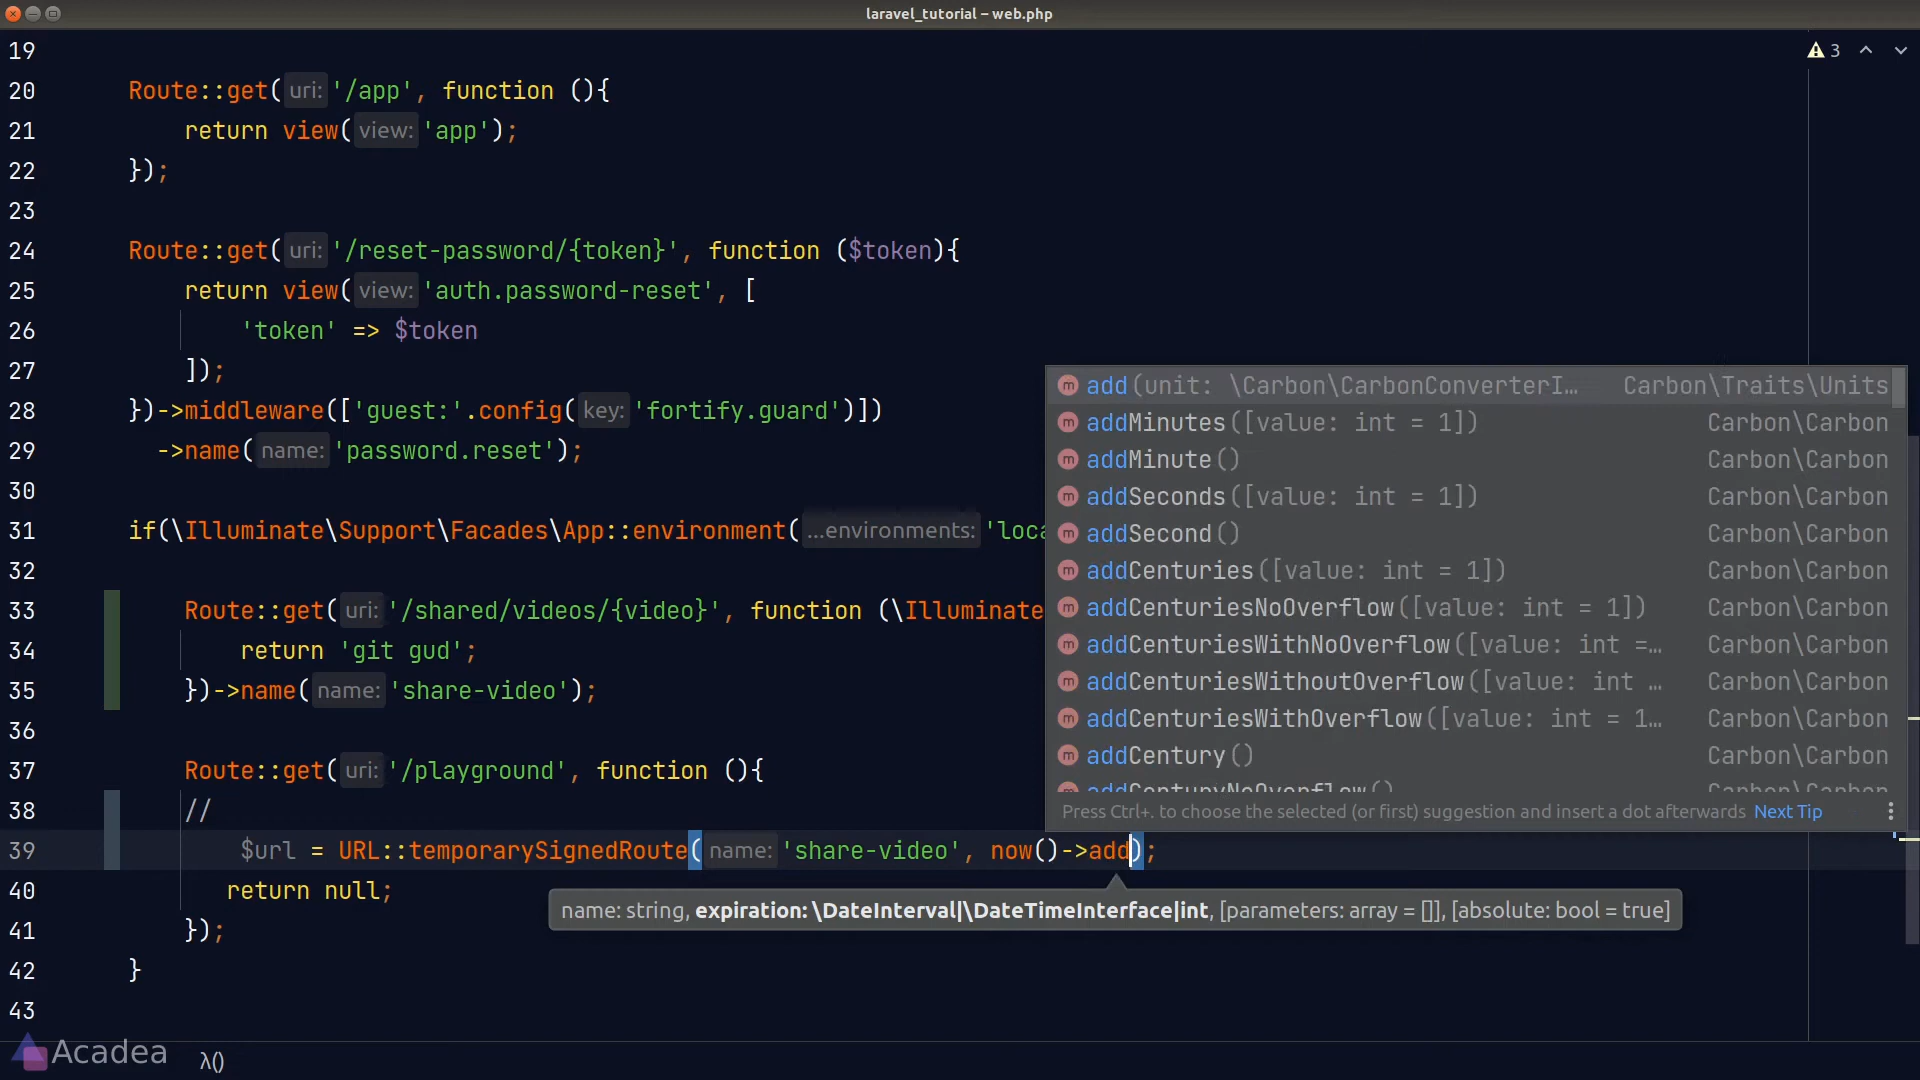 laravel_tutorial – web.php
19
3
20 Route::get( uri: '/app', function (){
21 return view( view: 'app');
22 });
23
24 Route::get( uri: '/reset-password/{token}', function ($token){
25 return view( view: 'auth.password-reset', [
26 'token' => $token
27 ]);
28 })->middleware(['guest:'.config( key: 'fortify.guard')])
29 ->name( name: 'password.reset');
30
31 if(\Illuminate\Support\Facades\App::environment( ...environments: 'loca
32
33 Route::get( uri: '/shared/videos/{video}', function (\Illuminate
34 return 'git gud';
35 })->name( name: 'share-video');
36
37 Route::get( uri: '/playground', function (){
38 //
39 $url = URL::temporarySignedRoute( name: 'share-video', now()->add);
40 return null;
41 });
42 }
43
add(unit: \Carbon\CarbonConverterI… Carbon\Traits\Units
addMinutes([value: int = 1]) Carbon\Carbon
addMinute() Carbon\Carbon
addSeconds([value: int = 1]) Carbon\Carbon
addSecond() Carbon\Carbon
addCenturies([value: int = 1]) Carbon\Carbon
addCenturiesNoOverflow([value: int = 1]) Carbon\Carbon
addCenturiesWithNoOverflow([value: int =… Carbon\Carbon
addCenturiesWithoutOverflow([value: int … Carbon\Carbon
addCenturiesWithOverflow([value: int = 1… Carbon\Carbon
addCentury() Carbon\Carbon
addCenturyNoOverflow() Carbon\Carbon
Press Ctrl+. to choose the selected (or first) suggestion and insert a dot afterwards Next Tip
name: string, expiration: \DateInterval|\DateTimeInterface|int, [parameters: array = []], [absolute: bool = true]
Acadea
λ()